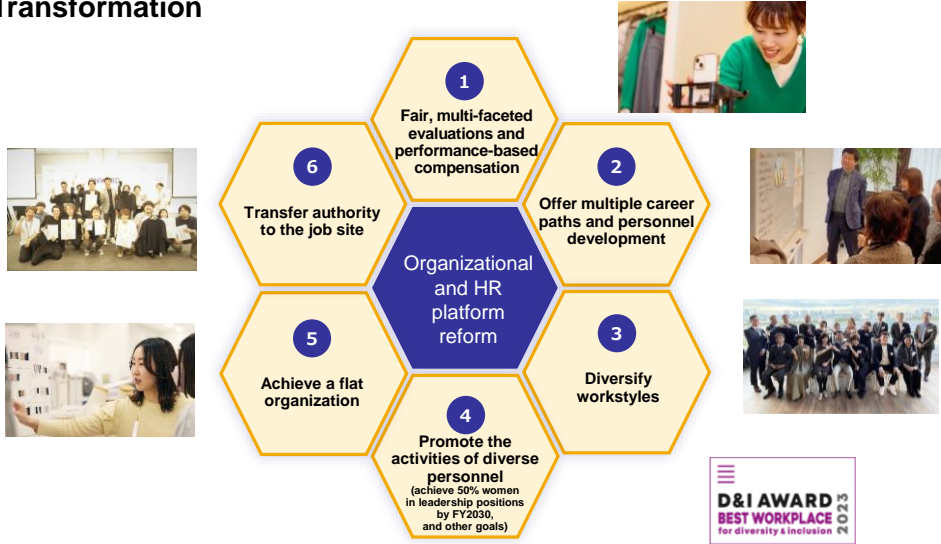 Transformation
1
Fair, multi-faceted
evaluations and
performance-based
compensation
2
Offer multiple career
paths and personnel
development
3
Diversify
workstyles
4
Promote the
activities of diverse
personnel
(achieve 50% women
in leadership positions
by FY2030,
and other goals)
5
Achieve a flat
organization
6
Transfer authority
to the job site
Organizational
and HR
platform
reform
D&I AWARD
BEST WORKPLACE
for diversity & inclusion
2023